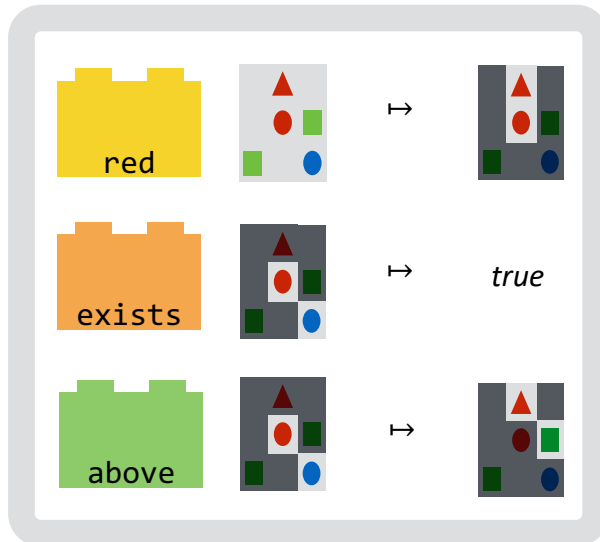 red ↦
exists ↦ true
above ↦